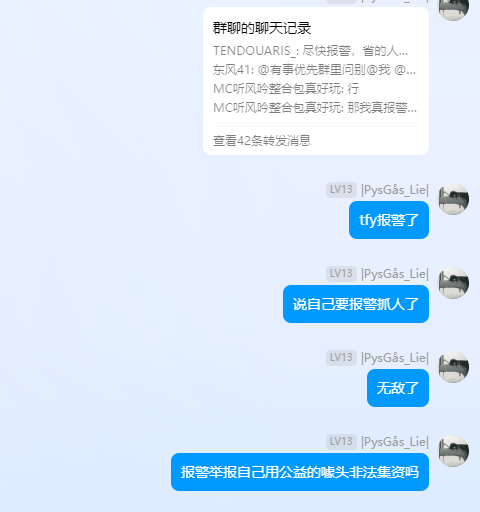 LV13 |PysGås_Lie|
群聊的聊天记录
TENDOUARIS_: 尽快报警，省的人...
东风41: @有事优先群里问别@我 @...
MC听风吟整合包真好玩: 行
MC听风吟整合包真好玩: 那我真报警...
查看42条转发消息
LV13 |PysGås_Lie|
tfy报警了
LV13 |PysGås_Lie|
说自己要报警抓人了
LV13 |PysGås_Lie|
无敌了
LV13 |PysGås_Lie|
报警举报自己用公益的噱头非法集资吗